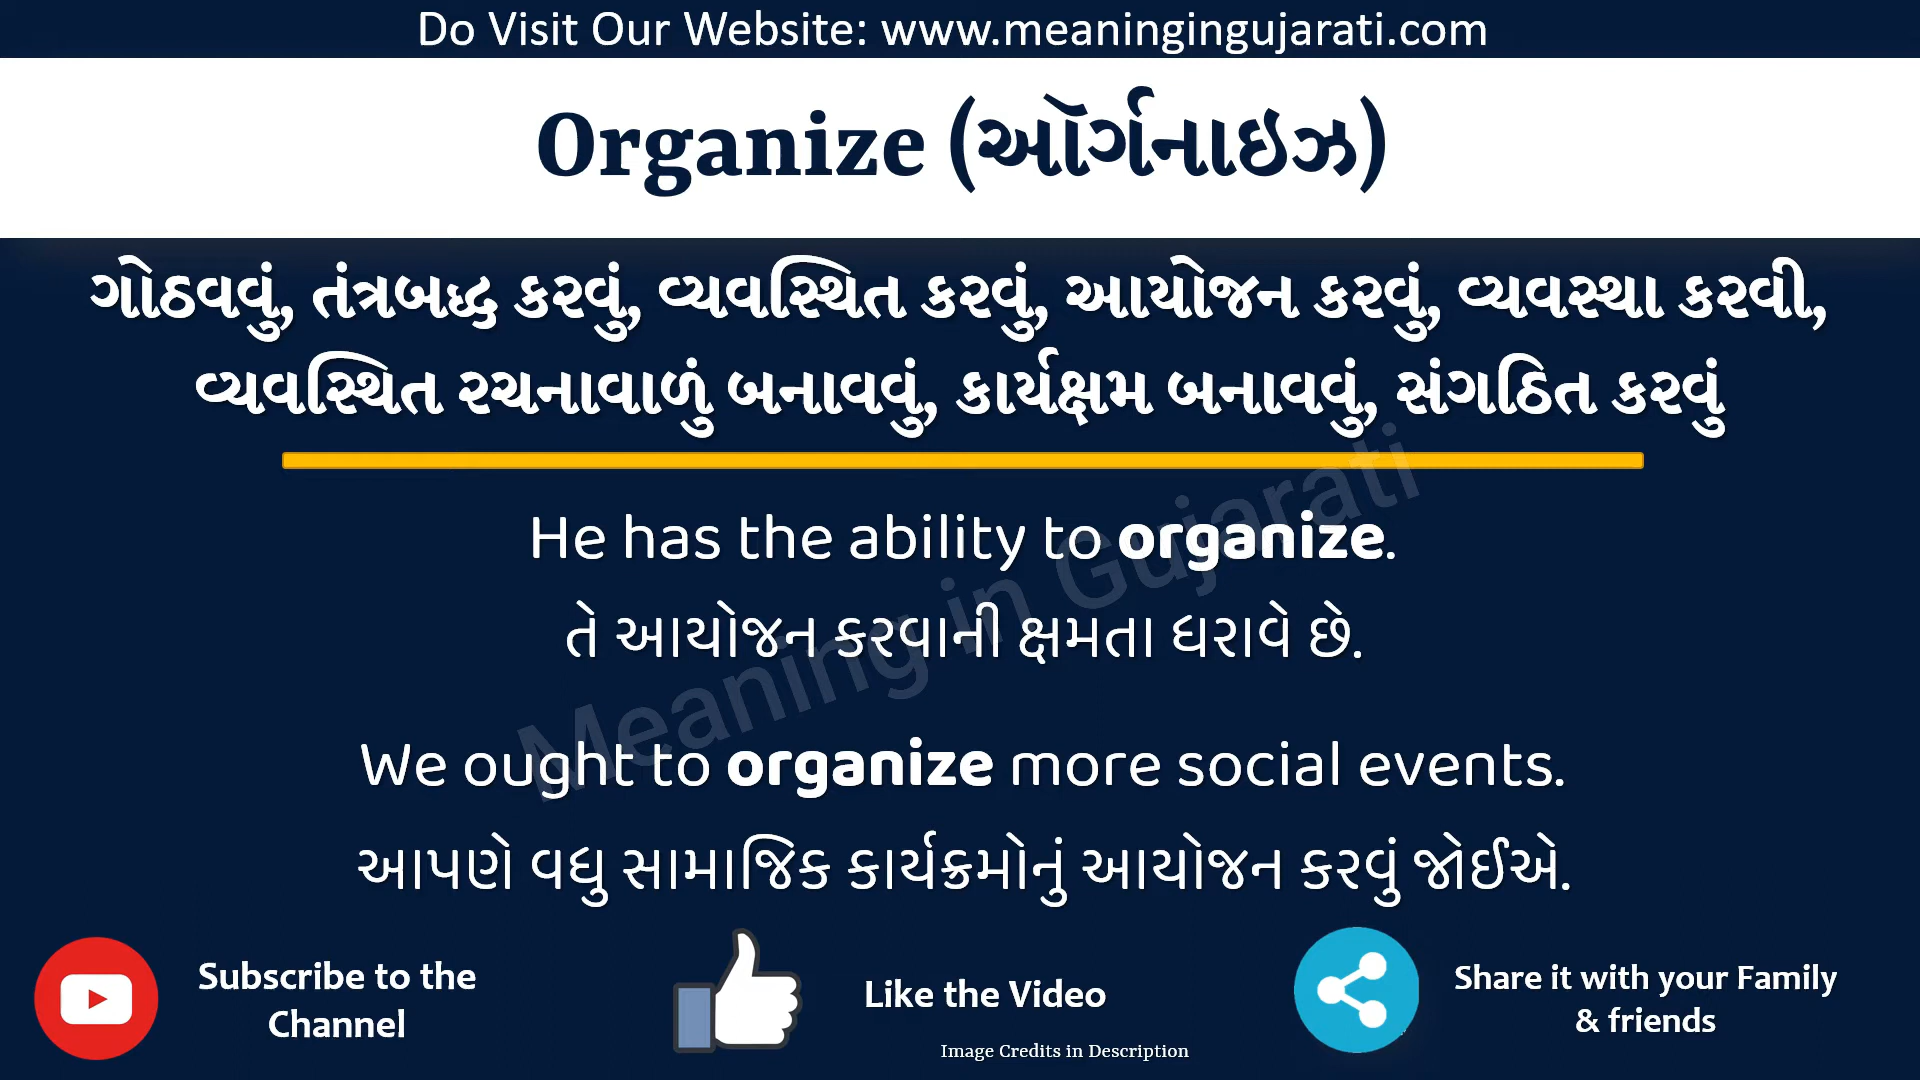 Do Visit Our Website: www.meaningingujarati.com
Organize (ઑર્ગનાઇઝ)
ગોઠવવું, તંત્રબદ્ધ કરવું, વ્યવસ્થિત કરવું, આયોજન કરવું, વ્યવસ્થા કરવી,
વ્યવસ્થિત રચનાવાળું બનાવવું, કાર્યક્ષમ બનાવવું, સંગઠિત કરવું
He has the ability to organize.
તે આયોજન કરવાની ક્ષમતા ધરાવે છે.
Meaning in Gujarati
We ought to organize more social events.
આપણે વધુ સામાજિક કાર્યક્રમોનું આયોજન કરવું જોઈએ.
Subscribe to the
Channel
Like the Video
Share it with your Family
& friends
Image Credits in Description